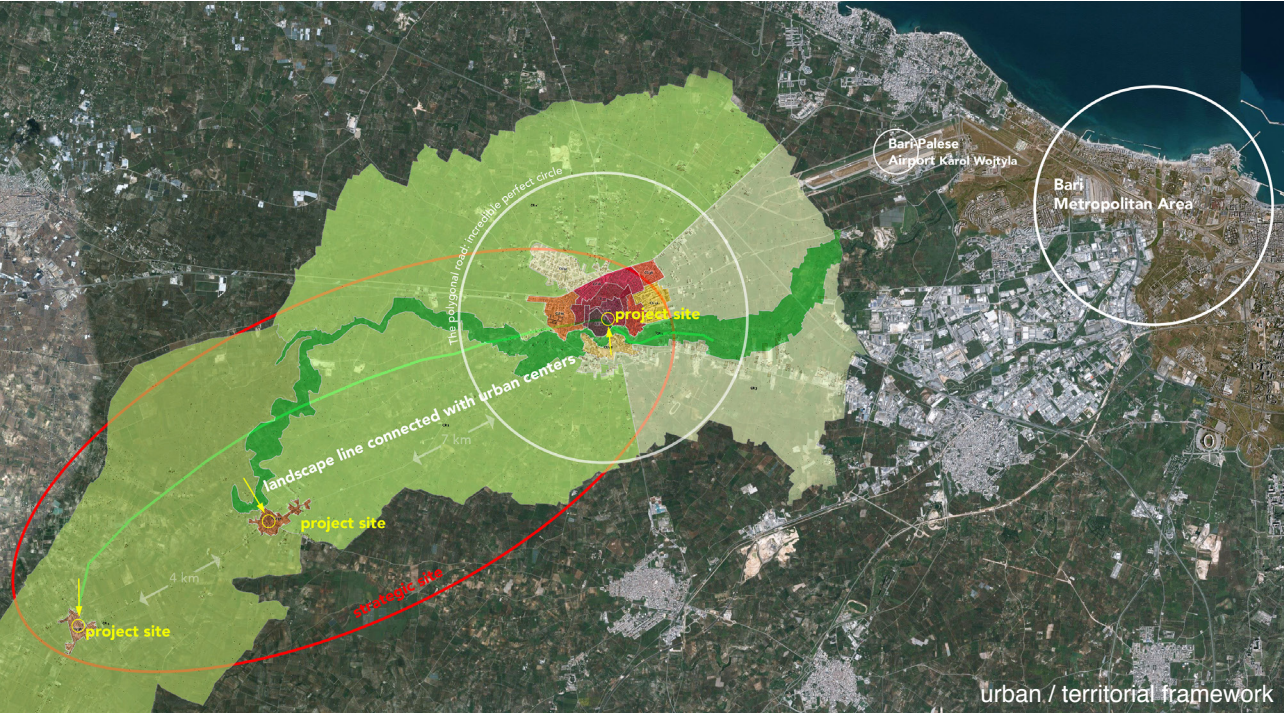 Bari-Palese
Airport Karol Wojtyla
Bari
Metropolitan Area
The polygonal road: incredible perfect circle
project site
landscape line connected with urban centers
7 km
project site
4 km
strategic site
project site
urban / territorial framework